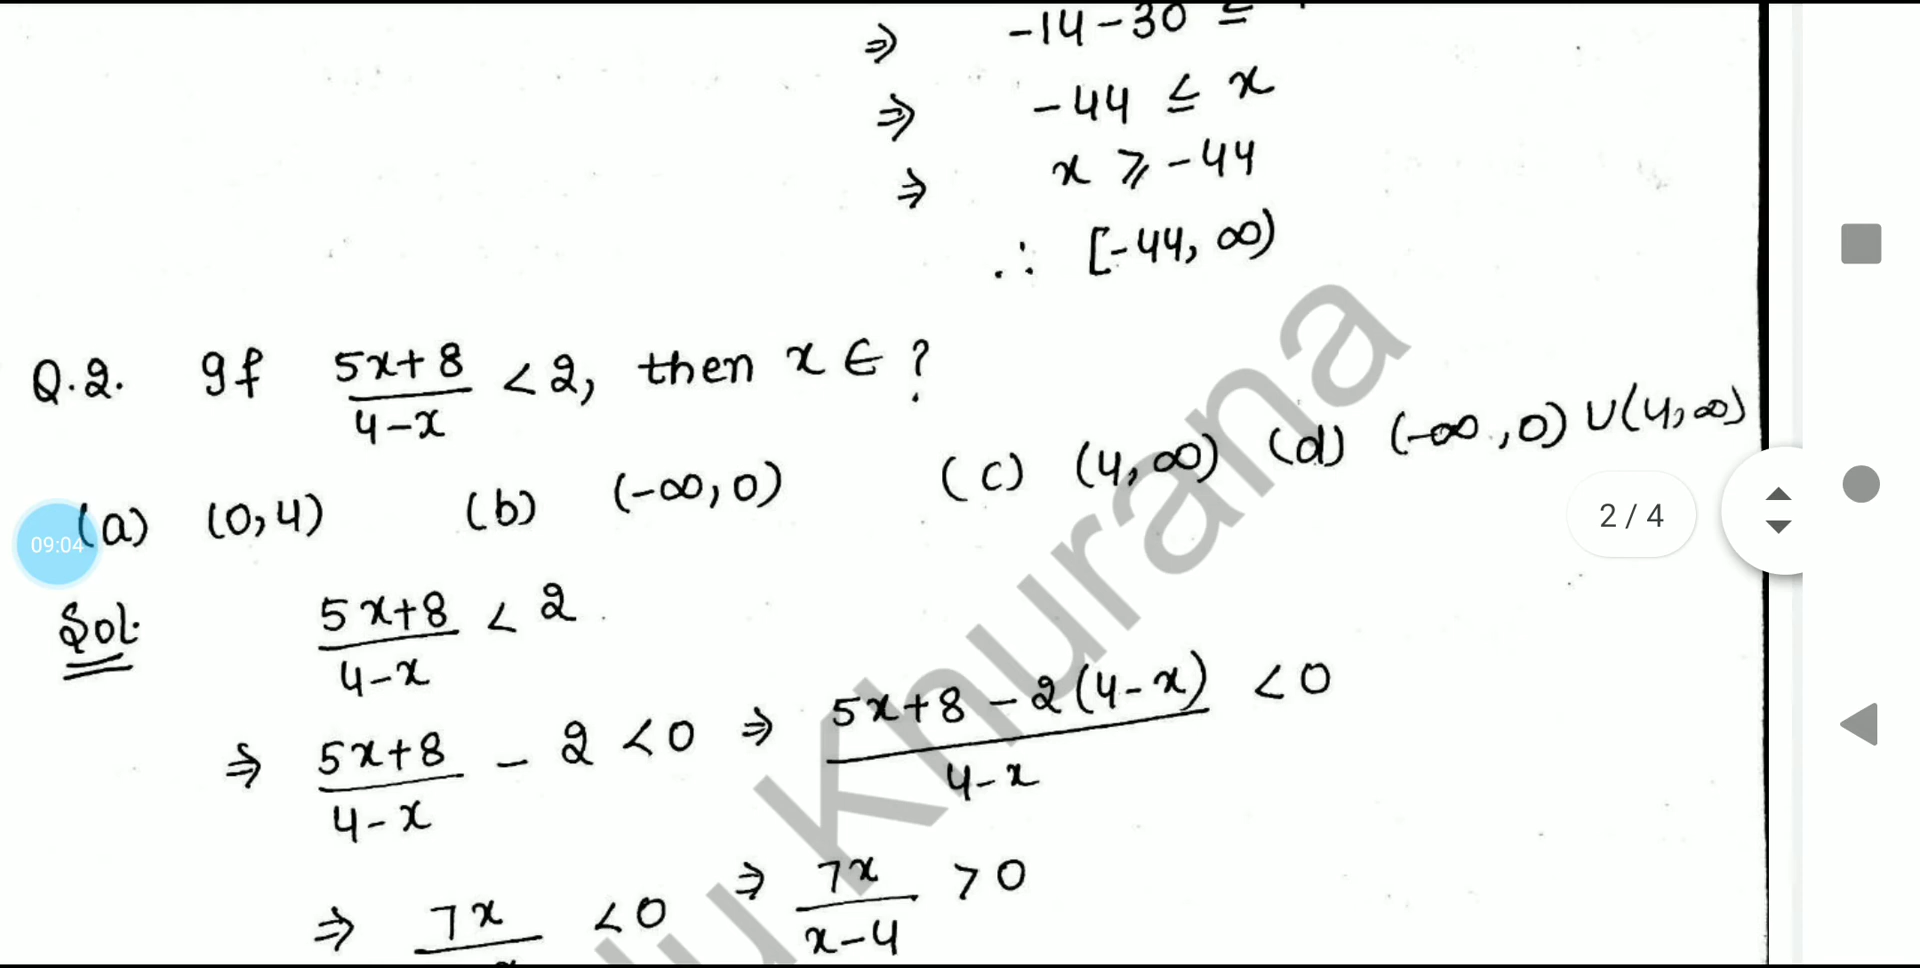 ⇒ -14-30 ≤
⇒ -44 ≤ x
⇒ x ≥ -44
∴ [-44, ∞)
Q.2. If (5x+8)/(4-x) < 2, then x ∈ ?
(a) (0,4) (b) (-∞,0) (c) (4,∞) (d) (-∞,0) ∪ (4,∞)
09:04
2 / 4
Sol. (5x+8)/(4-x) < 2
⇒ (5x+8)/(4-x) - 2 < 0 ⇒ (5x+8-2(4-x))/(4-x) < 0
⇒ 7x < 0 ⇒ 7x/(x-4) > 0
Khurana